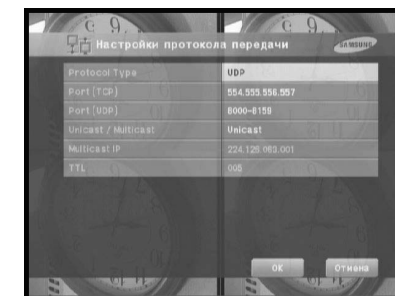 Настройки протокола передачи
SAMSUNG
Protocol Type UDP
Port (TCP) 554.555.556.557
Port (UDP) 8000~8159
Unicast / Multicast Unicast
Multicast IP 224.126.063.001
TTL 005
OK Отмена